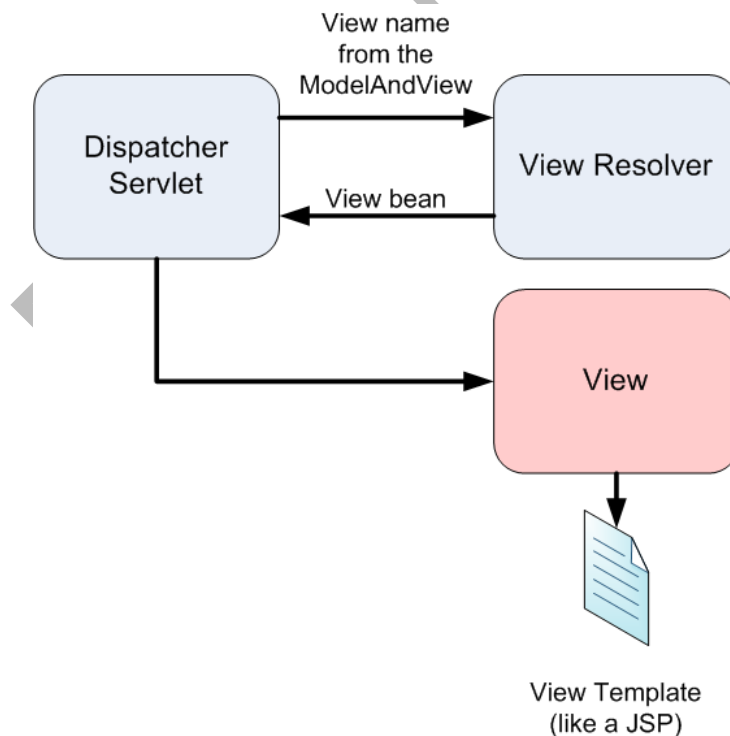 View name
from the
ModelAndView
Dispatcher
Servlet
View Resolver
View bean
View
View Template
(like a JSP)